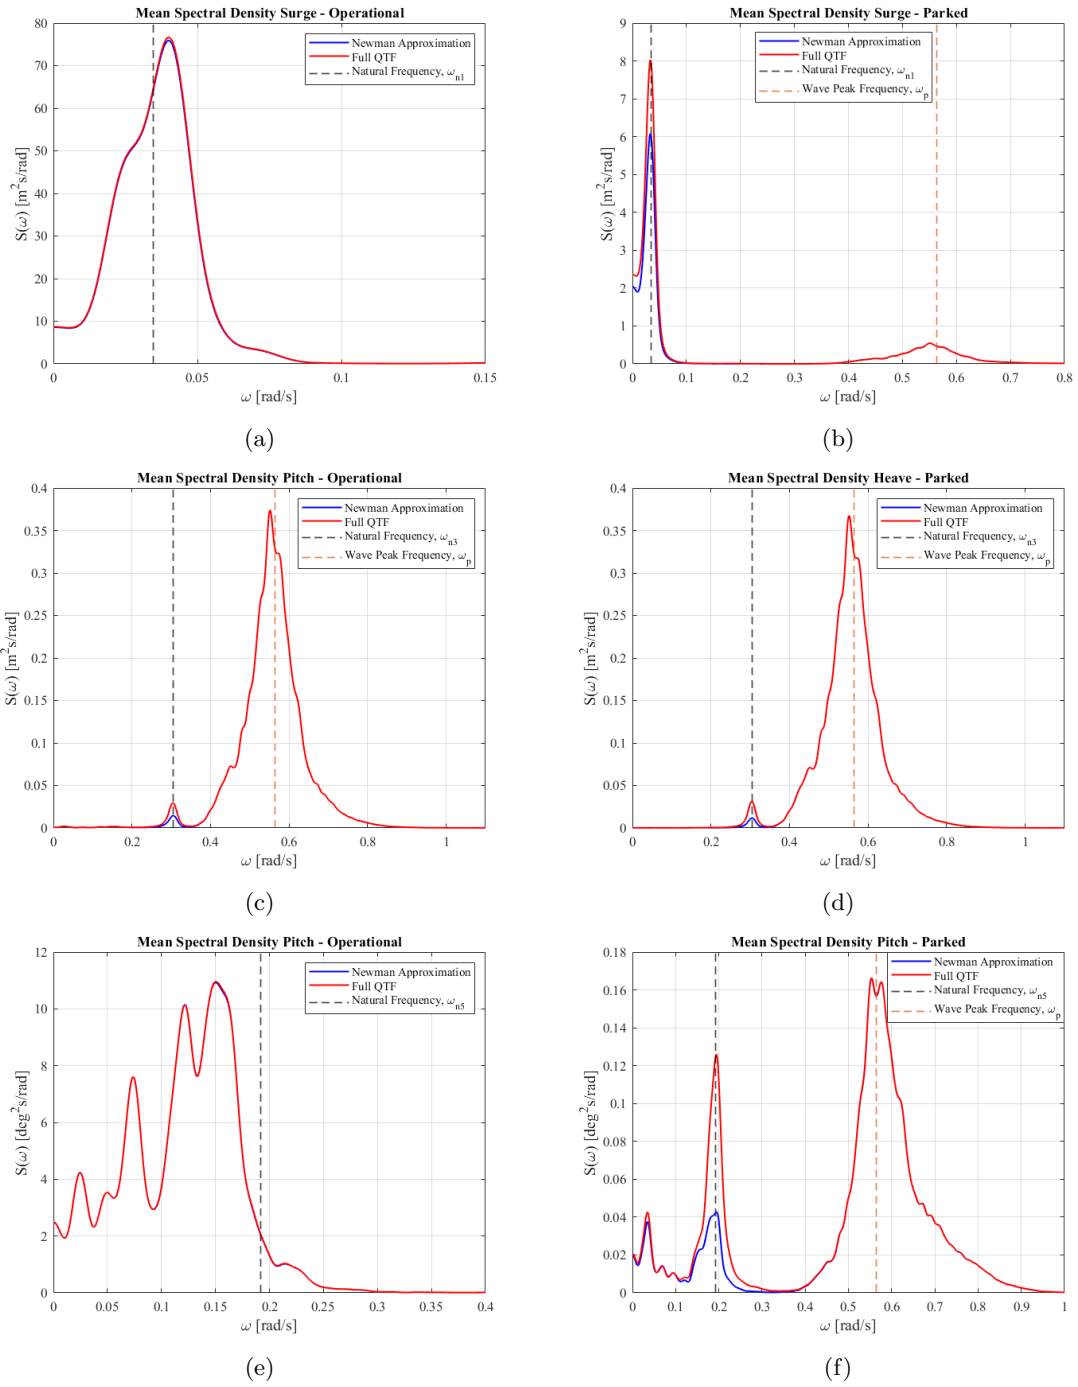 Mean Spectral Density Surge - Operational
S(ω) [m²s/rad]
80
70
60
50
40
30
20
10
0
Newman Approximation
Full QTF
Natural Frequency, ωn1
0 0.05 0.1 0.15
ω [rad/s]
(a)
Mean Spectral Density Surge - Parked
S(ω) [m²s/rad]
9
8
7
6
5
4
3
2
1
0
Newman Approximation
Full QTF
Natural Frequency, ωn1
Wave Peak Frequency, ωp
0 0.1 0.2 0.3 0.4 0.5 0.6 0.7 0.8
ω [rad/s]
(b)
Mean Spectral Density Pitch - Operational
S(ω) [m²s/rad]
0.4
0.35
0.3
0.25
0.2
0.15
0.1
0.05
0
Newman Approximation
Full QTF
Natural Frequency, ωn3
Wave Peak Frequency, ωp
0 0.2 0.4 0.6 0.8 1
ω [rad/s]
(c)
Mean Spectral Density Heave - Parked
S(ω) [m²s/rad]
0.4
0.35
0.3
0.25
0.2
0.15
0.1
0.05
0
Newman Approximation
Full QTF
Natural Frequency, ωn3
Wave Peak Frequency, ωp
0 0.2 0.4 0.6 0.8 1
ω [rad/s]
(d)
Mean Spectral Density Pitch - Operational
S(ω) [deg²s/rad]
12
10
8
6
4
2
0
Newman Approximation
Full QTF
Natural Frequency, ωn5
0 0.05 0.1 0.15 0.2 0.25 0.3 0.35 0.4
ω [rad/s]
(e)
Mean Spectral Density Pitch - Parked
S(ω) [deg²s/rad]
0.18
0.16
0.14
0.12
0.1
0.08
0.06
0.04
0.02
0
Newman Approximation
Full QTF
Natural Frequency, ωn5
Wave Peak Frequency, ωp
0 0.1 0.2 0.3 0.4 0.5 0.6 0.7 0.8 0.9 1
ω [rad/s]
(f)